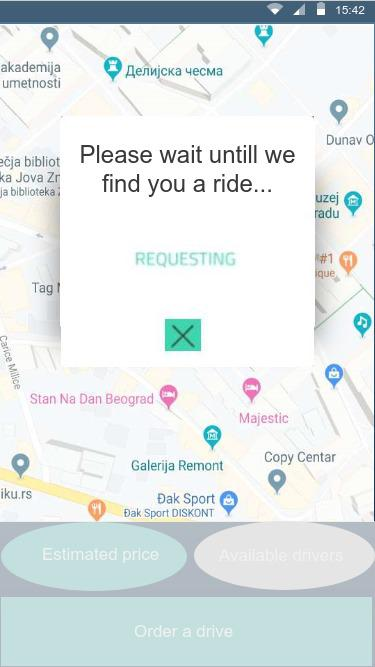 15:42
akademija
umetnosti
Делијска чесма
Dunav O
ečja bibliot
ka Jova Zn
a biblioteka Z
Please wait untill we
find you a ride...
uzej
radu
REQUESTING
#1
que
Tag M
Carice Milice
Stan Na Dan Beograd
Majestic
Galerija Remont
Copy Centar
iku.rs
Đak Sport
Đak Sport DISKONT
Estimated price
Available drivers
Order a drive